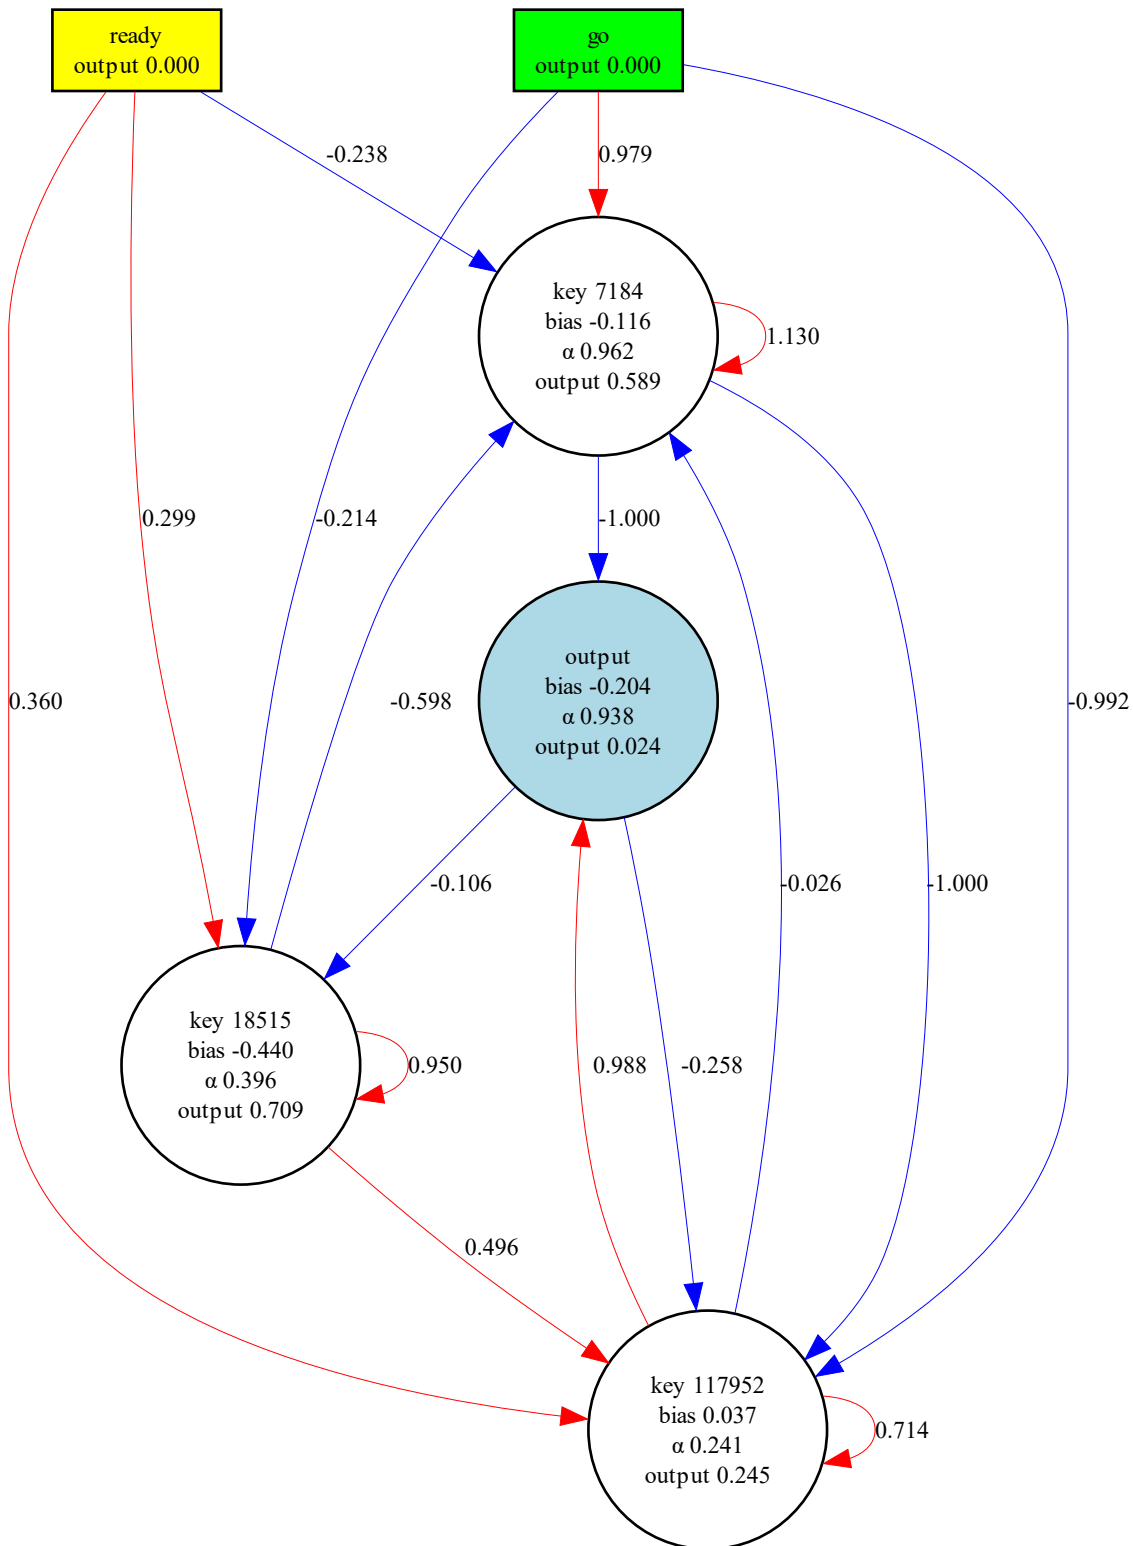 ready
output 0.000
go
output 0.000
-0.238
0.979
key 7184
bias -0.116
α 0.962
output 0.589
1.130
0.299
-0.214
-1.000
output
bias -0.204
α 0.938
output 0.024
0.360
-0.598
-0.992
-0.106
-0.026
-1.000
key 18515
bias -0.440
α 0.396
output 0.709
0.950
0.988
-0.258
0.496
key 117952
bias 0.037
α 0.241
output 0.245
0.714